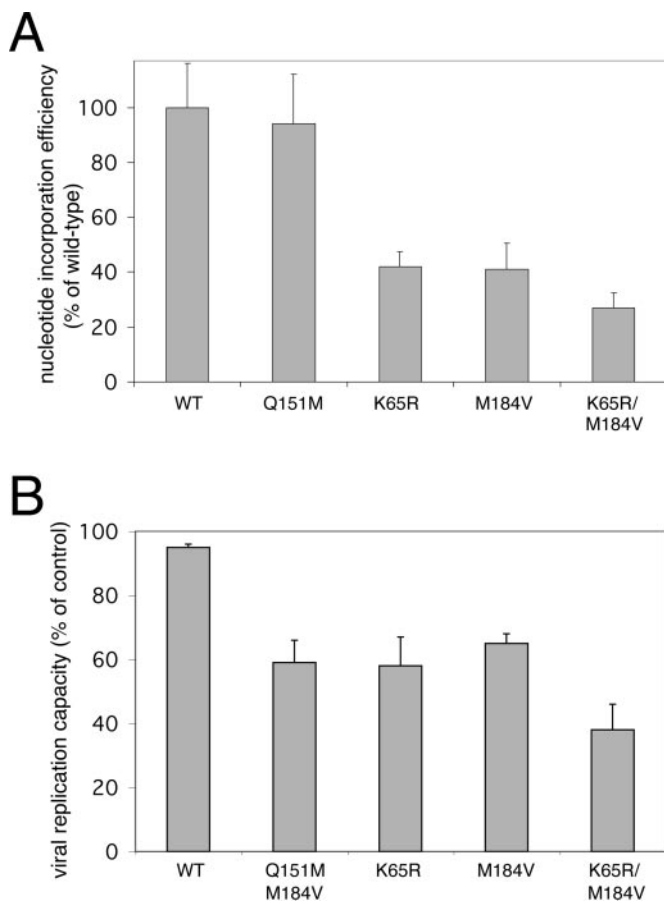 A
nucleotide incorporation efficiency
(% of wild-type)
100
80
60
40
20
0
WT
Q151M
K65R
M184V
K65R/
M184V
B
viral replication capacity (% of control)
100
80
60
40
20
0
WT
Q151M
M184V
K65R
M184V
K65R/
M184V